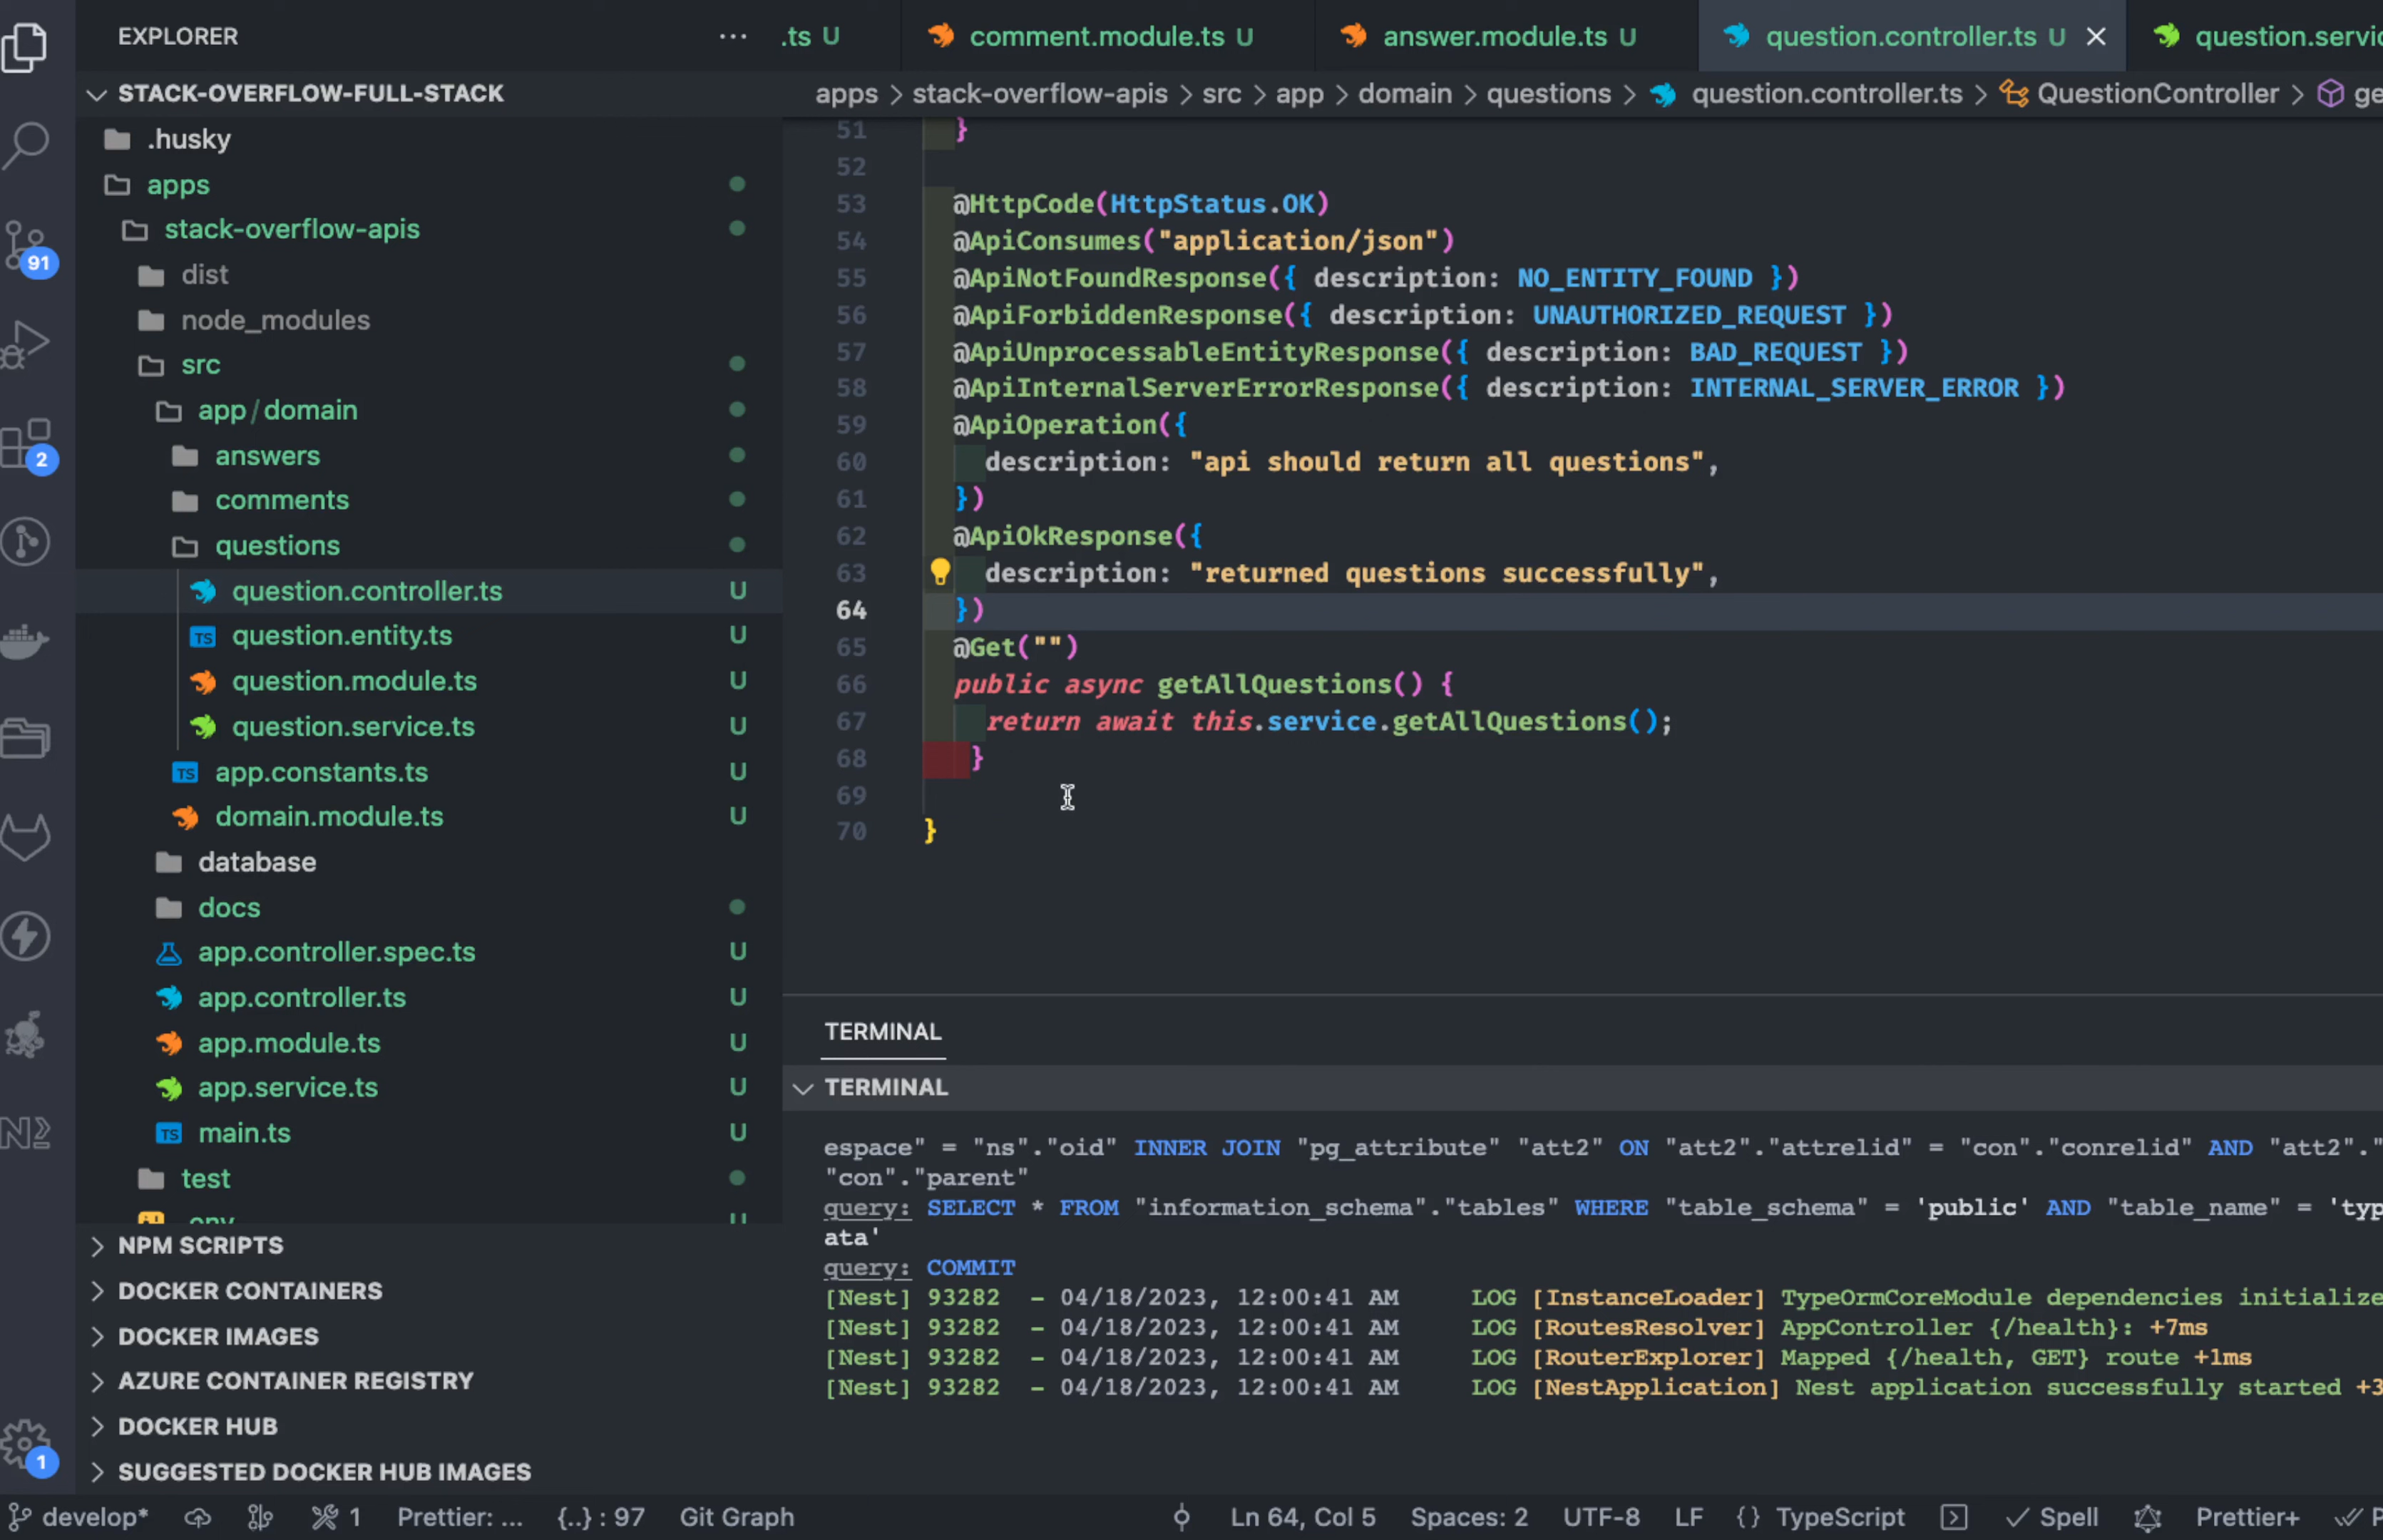 EXPLORER
.ts U
comment.module.ts U
answer.module.ts U
question.controller.ts U
question.servic
STACK-OVERFLOW-FULL-STACK
apps > stack-overflow-apis > src > app > domain > questions > question.controller.ts > QuestionController > ge
.husky
apps
stack-overflow-apis
dist
node_modules
src
app/domain
answers
comments
questions
question.controller.ts U
question.entity.ts U
question.module.ts U
question.service.ts U
app.constants.ts U
domain.module.ts U
database
docs
app.controller.spec.ts U
app.controller.ts U
app.module.ts U
app.service.ts U
main.ts U
test
.env U
NPM SCRIPTS
DOCKER CONTAINERS
DOCKER IMAGES
AZURE CONTAINER REGISTRY
DOCKER HUB
SUGGESTED DOCKER HUB IMAGES
91
2
1
51 }
52
53 @HttpCode(HttpStatus.OK)
54 @ApiConsumes("application/json")
55 @ApiNotFoundResponse({ description: NO_ENTITY_FOUND })
56 @ApiForbiddenResponse({ description: UNAUTHORIZED_REQUEST })
57 @ApiUnprocessableEntityResponse({ description: BAD_REQUEST })
58 @ApiInternalServerErrorResponse({ description: INTERNAL_SERVER_ERROR })
59 @ApiOperation({
60 description: "api should return all questions",
61 })
62 @ApiOkResponse({
63 description: "returned questions successfully",
64 })
65 @Get("")
66 public async getAllQuestions() {
67 return await this.service.getAllQuestions();
68 }
69
70 }
TERMINAL
TERMINAL
espace" = "ns"."oid" INNER JOIN "pg_attribute" "att2" ON "att2"."attrelid" = "con"."conrelid" AND "att2"."
"con"."parent"
query: SELECT * FROM "information_schema"."tables" WHERE "table_schema" = 'public' AND "table_name" = 'typ
ata'
query: COMMIT
[Nest] 93282 - 04/18/2023, 12:00:41 AM LOG [InstanceLoader] TypeOrmCoreModule dependencies initialize
[Nest] 93282 - 04/18/2023, 12:00:41 AM LOG [RoutesResolver] AppController {/health}: +7ms
[Nest] 93282 - 04/18/2023, 12:00:41 AM LOG [RouterExplorer] Mapped {/health, GET} route +1ms
[Nest] 93282 - 04/18/2023, 12:00:41 AM LOG [NestApplication] Nest application successfully started +3
develop* 1 Prettier: ... {..} : 97 Git Graph Ln 64, Col 5 Spaces: 2 UTF-8 LF {} TypeScript Spell Prettier+ P